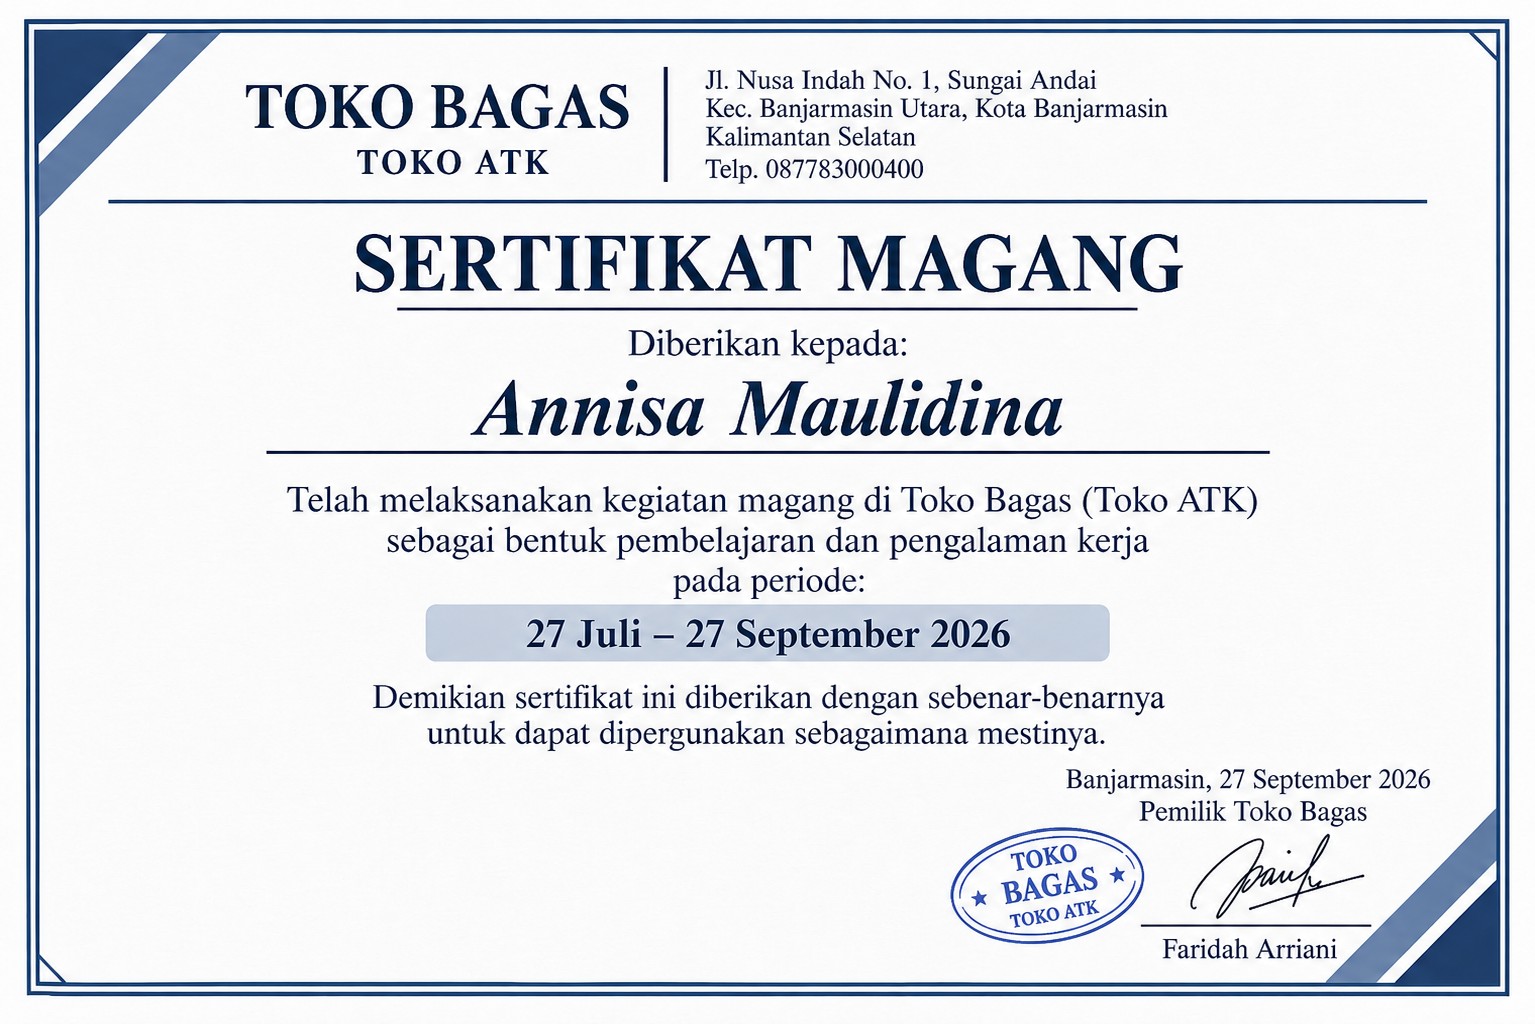 TOKO BAGAS
TOKO ATK
Jl. Nusa Indah No. 1, Sungai Andai
Kec. Banjarmasin Utara, Kota Banjarmasin
Kalimantan Selatan
Telp. 087783000400
SERTIFIKAT MAGANG
Diberikan kepada:
Annisa Maulidina
Telah melaksanakan kegiatan magang di Toko Bagas (Toko ATK)
sebagai bentuk pembelajaran dan pengalaman kerja
pada periode:
27 Juli – 27 September 2026
Demikian sertifikat ini diberikan dengan sebenar-benarnya
untuk dapat dipergunakan sebagaimana mestinya.
Banjarmasin, 27 September 2026
Pemilik Toko Bagas
TOKO
★ BAGAS ★
TOKO ATK
Faridah Arriani